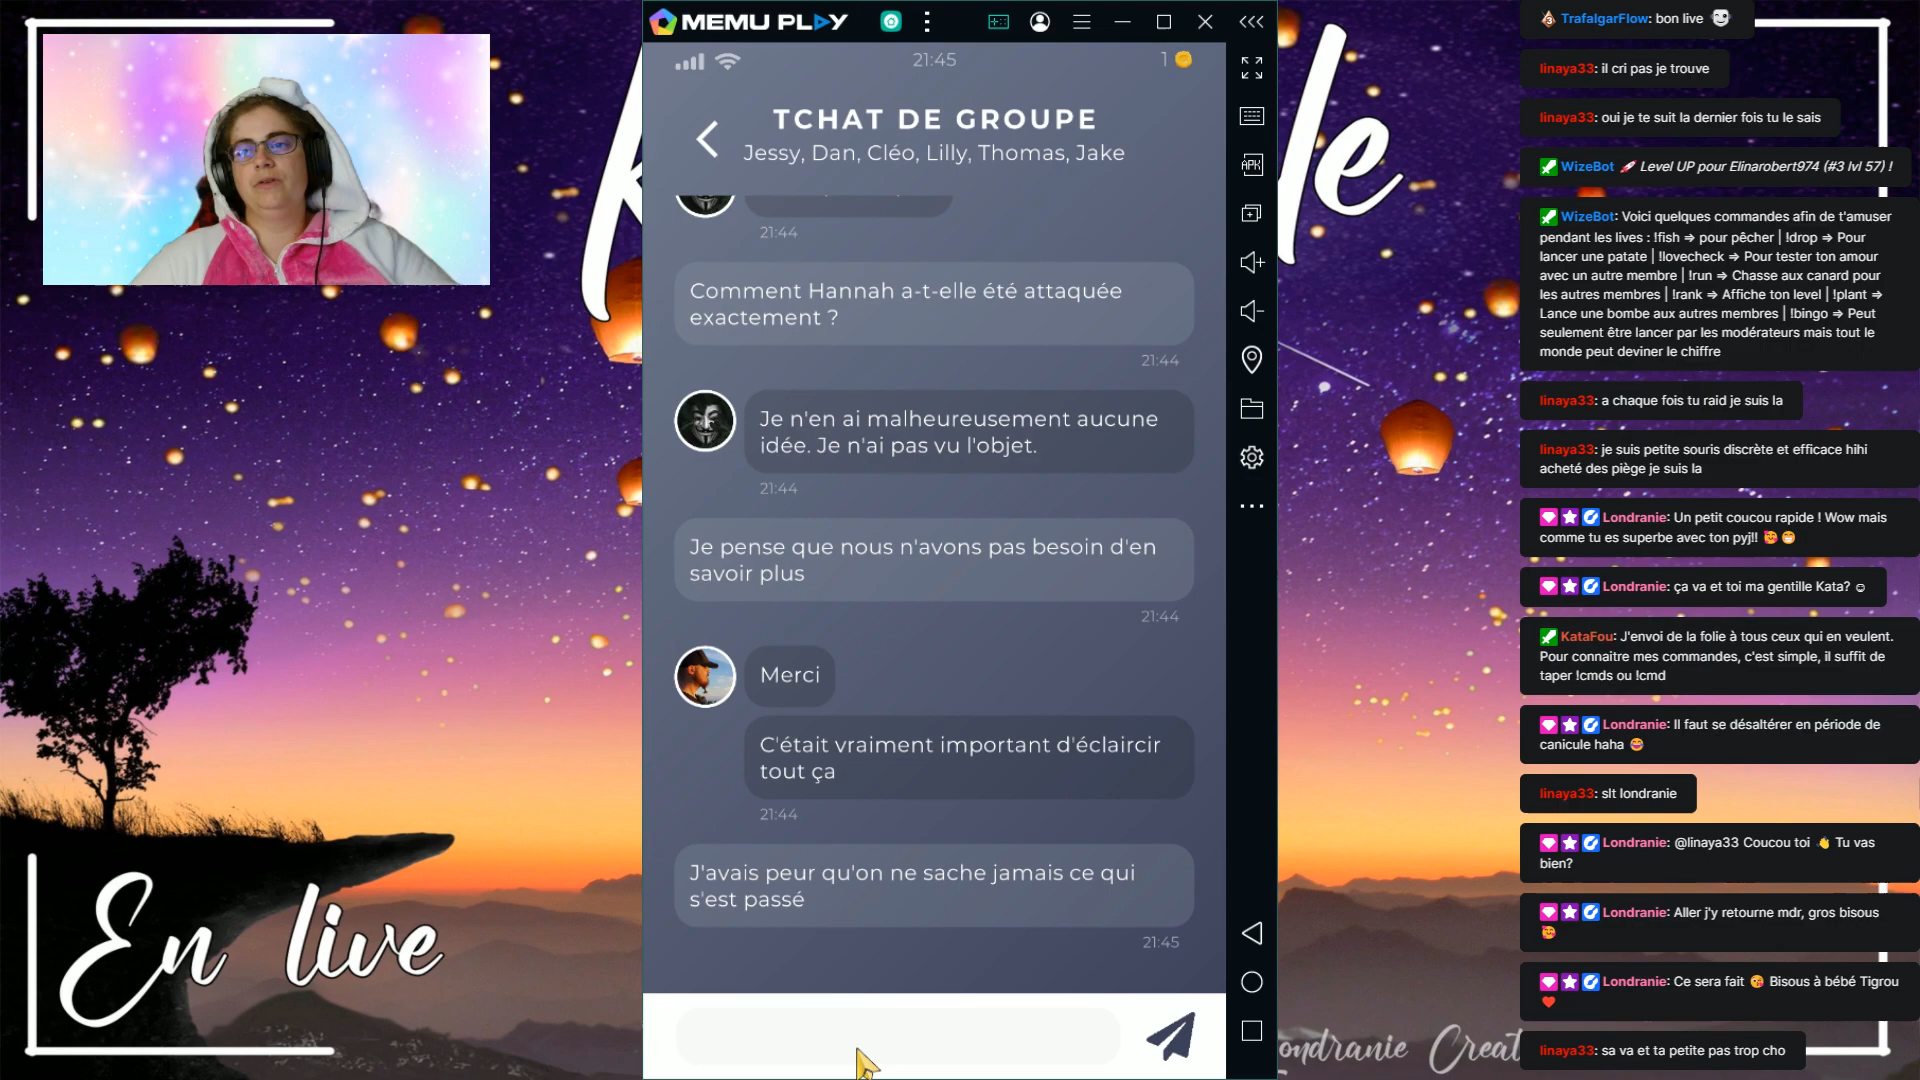 MEMU PLAY
21:45
1
TCHAT DE GROUPE
Jessy, Dan, Cléo, Lilly, Thomas, Jake
21:44
Comment Hannah a-t-elle été attaquée
exactement ?
21:44
Je n'en ai malheureusement aucune
idée. Je n'ai pas vu l'objet.
21:44
Je pense que nous n'avons pas besoin d'en
savoir plus
21:44
Merci
C'était vraiment important d'éclaircir
tout ça
21:44
J'avais peur qu'on ne sache jamais ce qui
s'est passé
21:45
APK
En live
TrafalgarFlow: bon live
linaya33: il cri pas je trouve
linaya33: oui je te suit la dernier fois tu le sais
WizeBot 🚀 Level UP pour Elinarobert974 (#3 lvl 57) !
WizeBot: Voici quelques commandes afin de t'amuser
pendant les lives : !fish ⇒ pour pêcher | !drop ⇒ Pour
lancer une patate | !lovecheck ⇒ Pour tester ton amour
avec un autre membre | !run ⇒ Chasse aux canard pour
les autres membres | !rank ⇒ Affiche ton level | !plant ⇒
Lance une bombe aux autres membres | !bingo ⇒ Peut
seulement être lancer par les modérateurs mais tout le
monde peut deviner le chiffre
linaya33: a chaque fois tu raid je suis la
linaya33: je suis petite souris discrète et efficace hihi
acheté des piège je suis la
Londranie: Un petit coucou rapide ! Wow mais
comme tu es superbe avec ton pyj!! 🥰😁
Londranie: ça va et toi ma gentille Kata? ☺
KataFou: J'envoi de la folie à tous ceux qui en veulent.
Pour connaitre mes commandes, c'est simple, il suffit de
taper !cmds ou !cmd
Londranie: Il faut se désaltérer en période de
canicule haha 😂
linaya33: slt londranie
Londranie: @linaya33 Coucou toi 👋 Tu vas
bien?
Londranie: Aller j'y retourne mdr, gros bisous
🥰
Londranie: Ce sera fait 😘 Bisous à bébé Tigrou
♥
linaya33: sa va et ta petite pas trop cho